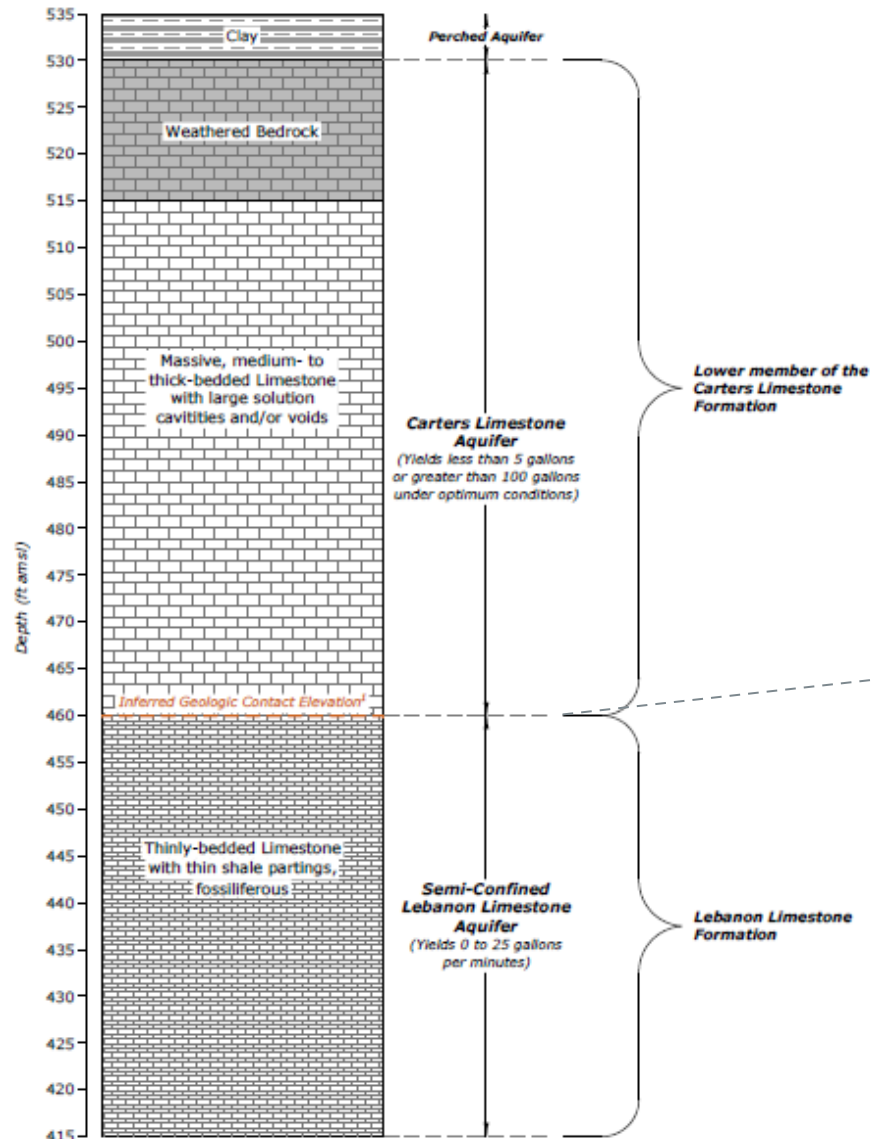 535
530
525
520
515
510
505
500
495
490
485
480
475
470
465
460
455
450
445
440
435
430
425
420
415
Depth (ft amsl)
Clay
Weathered Bedrock
Massive, medium- to
thick-bedded Limestone
with large solution
cavitities and/or voids
Inferred Geologic Contact Elevation¹
Thinly-bedded Limestone
with thin shale partings,
fossiliferous
Perched Aquifer
Carters Limestone
Aquifer
(Yields less than 5 gallons
or greater than 100 gallons
under optimum conditions)
Semi-Confined
Lebanon Limestone
Aquifer
(Yields 0 to 25 gallons
per minutes)
Lower member of the
Carters Limestone
Formation
Lebanon Limestone
Formation